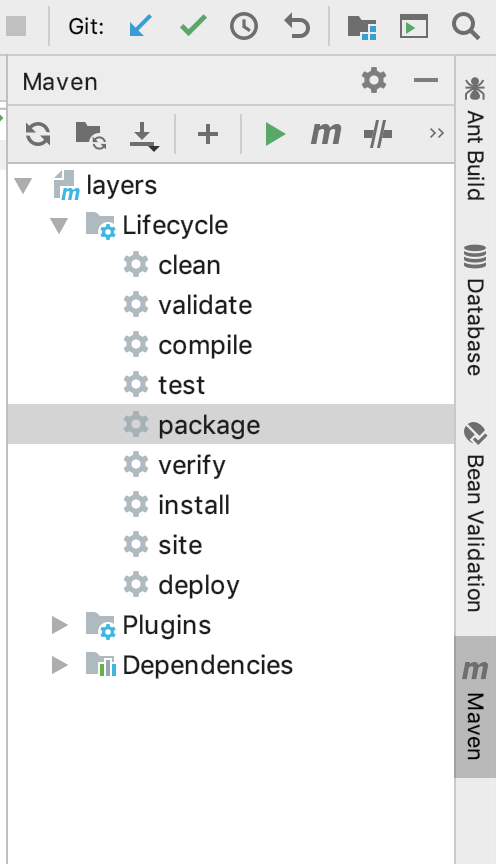 Git:
Maven
m
layers
Lifecycle
clean
validate
compile
test
package
verify
install
site
deploy
Plugins
Dependencies
Ant Build
Database
Bean Validation
m Maven